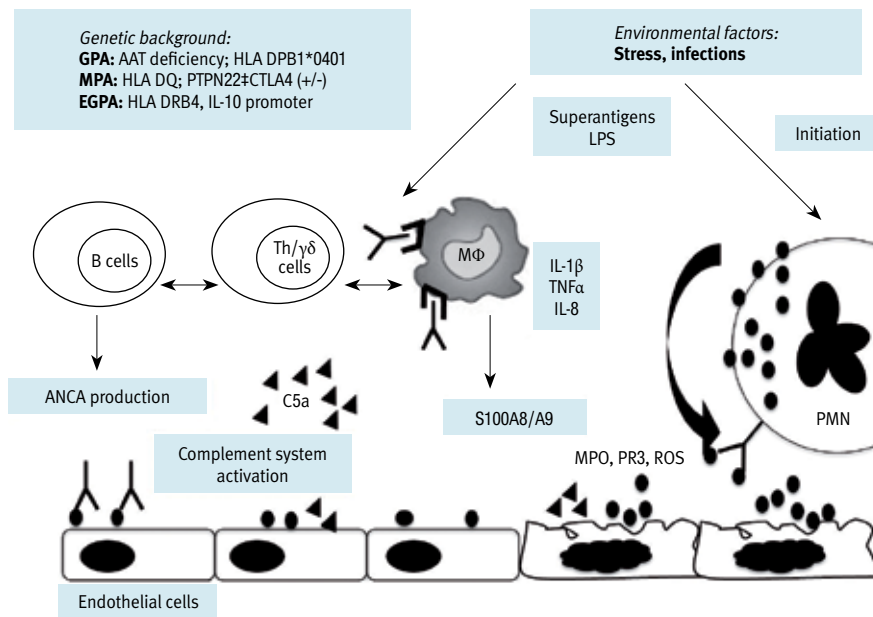 Genetic background:
GPA: AAT deficiency; HLA DPB1*0401
MPA: HLA DQ; PTPN22‡CTLA4 (+/-)
EGPA: HLA DRB4, IL-10 promoter
Environmental factors:
Stress, infections
Superantigens
LPS
Initiation
B cells
Th/γδ
cells
MΦ
IL-1β
TNFα
IL-8
ANCA production
C5a
S100A8/A9
PMN
Complement system
activation
MPO, PR3, ROS
Endothelial cells